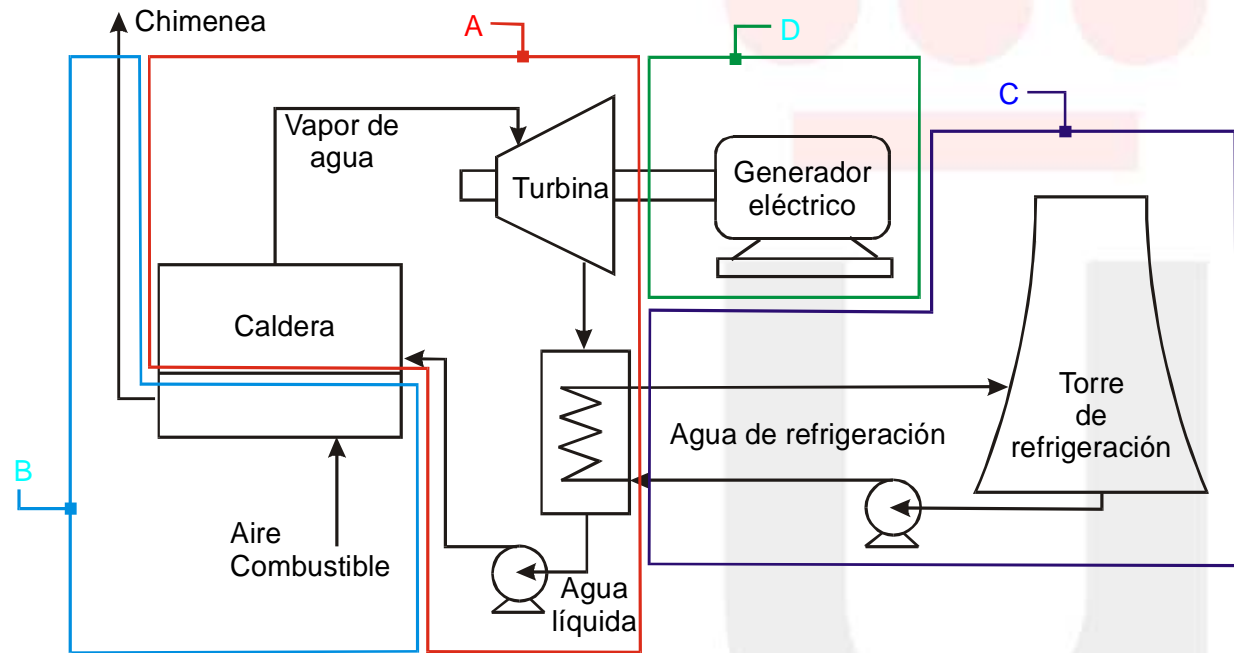 Chimenea
A
D
C
Vapor de
agua
Turbina
Generador
eléctrico
Caldera
Torre
de
refrigeración
Agua de refrigeración
B
Aire
Combustible
Agua
líquida